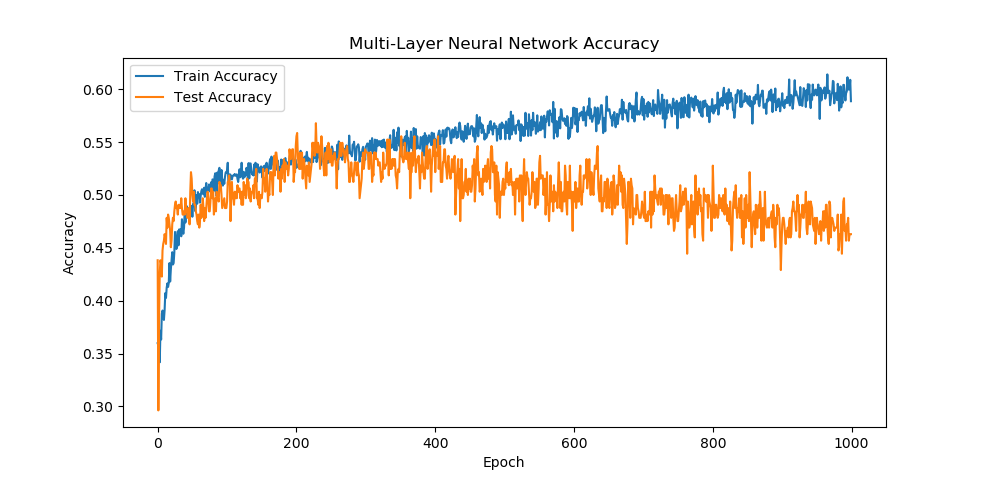 Multi-Layer Neural Network Accuracy
Train Accuracy
Test Accuracy
Accuracy
0.60
0.55
0.50
0.45
0.40
0.35
0.30
0 200 400 600 800 1000
Epoch